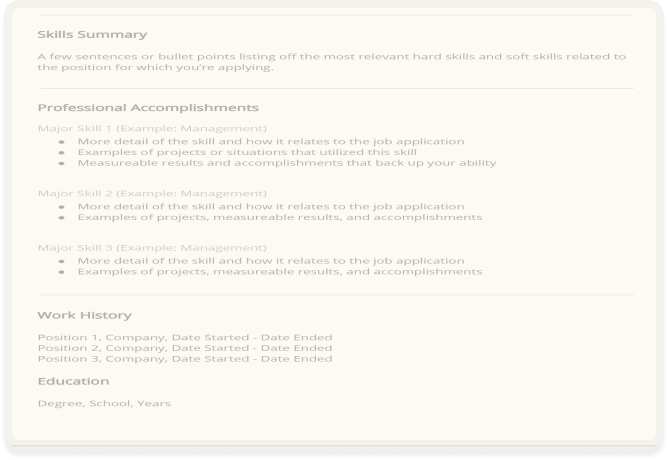 Skills Summary
A few sentences or bullet points listing off the most relevant hard skills and soft skills related to
the position for which you're applying.
Professional Accomplishments
Major Skill 1 (Example: Management)
● More detail of the skill and how it relates to the job application
● Examples of projects or situations that utilized this skill
● Measureable results and accomplishments that back up your ability
Major Skill 2 (Example: Management)
● More detail of the skill and how it relates to the job application
● Examples of projects, measureable results, and accomplishments
Major Skill 3 (Example: Management)
● More detail of the skill and how it relates to the job application
● Examples of projects, measureable results, and accomplishments
Work History
Position 1, Company, Date Started - Date Ended
Position 2, Company, Date Started - Date Ended
Position 3, Company, Date Started - Date Ended
Education
Degree, School, Years